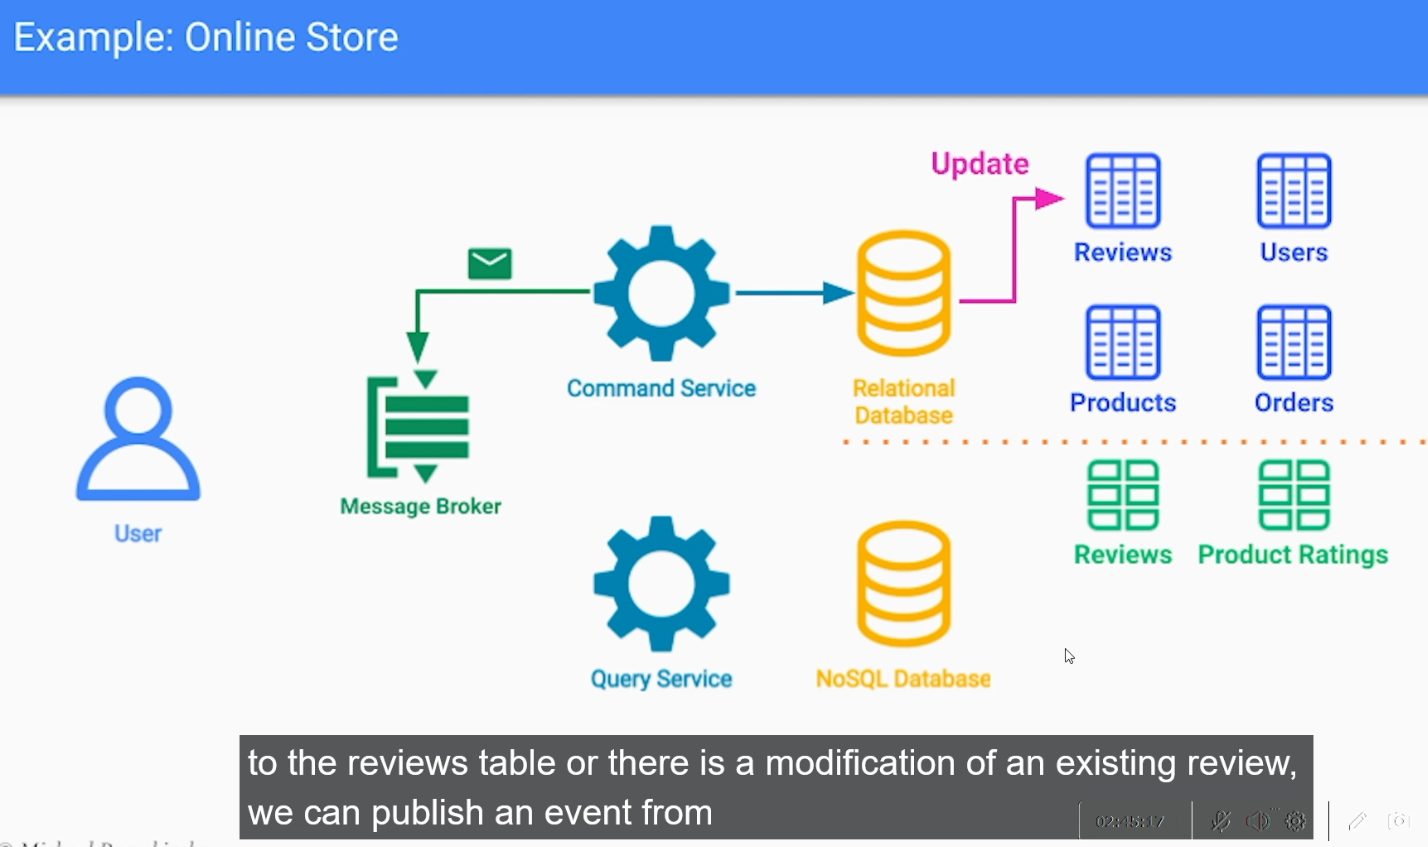 Example: Online Store
Update
Reviews
Users
Command Service
Relational
Database
Products
Orders
Message Broker
User
Reviews
Product Ratings
Query Service
NoSQL Database
to the reviews table or there is a modification of an existing review,
we can publish an event from
02:45:17